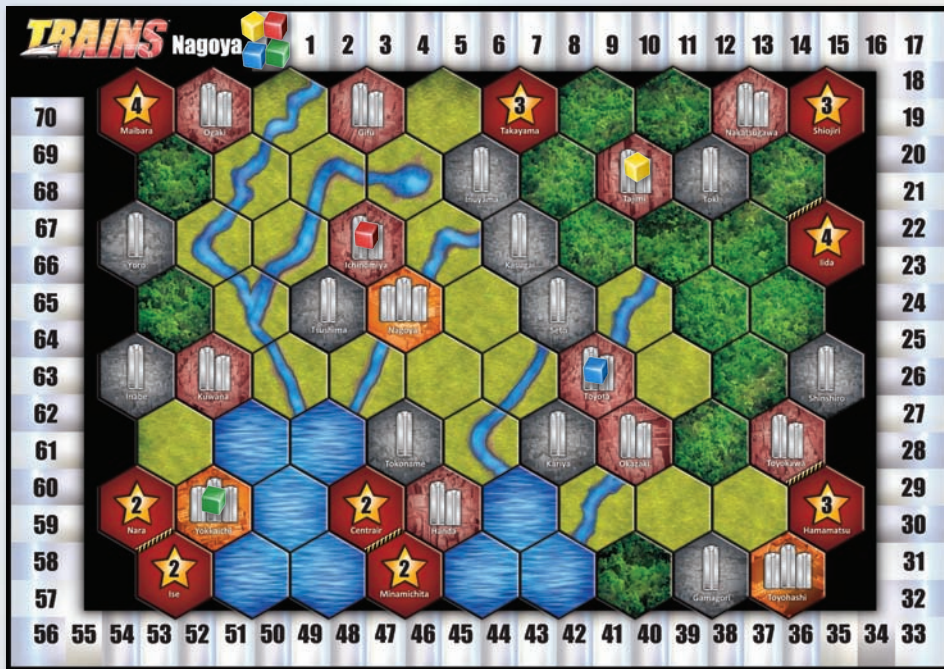 TRAINS Nagoya 1 2 3 4 5 6 7 8 9 10 11 12 13 14 15 16 17
18
4 3 3
70 19
Maibara Ogaki Gifu Takayama Nakatsugawa Shiojiri
69 20
68 21
Inuyama Tajimi Toki
67 22
4
Yoro Ichinomiya Kasugai Iida
66 23
65 24
Tsushima Nagoya Seto
64 25
63 26
Inabe Kuwana Toyota Shinshiro
62 27
61 28
Tokoname Kariya Okazaki Toyokawa
60 29
2 2 3
59 30
Nara Yokkaichi Centrair Handa Hamamatsu
58 31
2 2
Ise Minamichita Gamagori Toyohashi
57 32
56 55 54 53 52 51 50 49 48 47 46 45 44 43 42 41 40 39 38 37 36 35 34 33